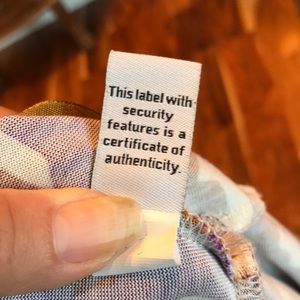 This label with
security
features is a
certificate of
authenticity.